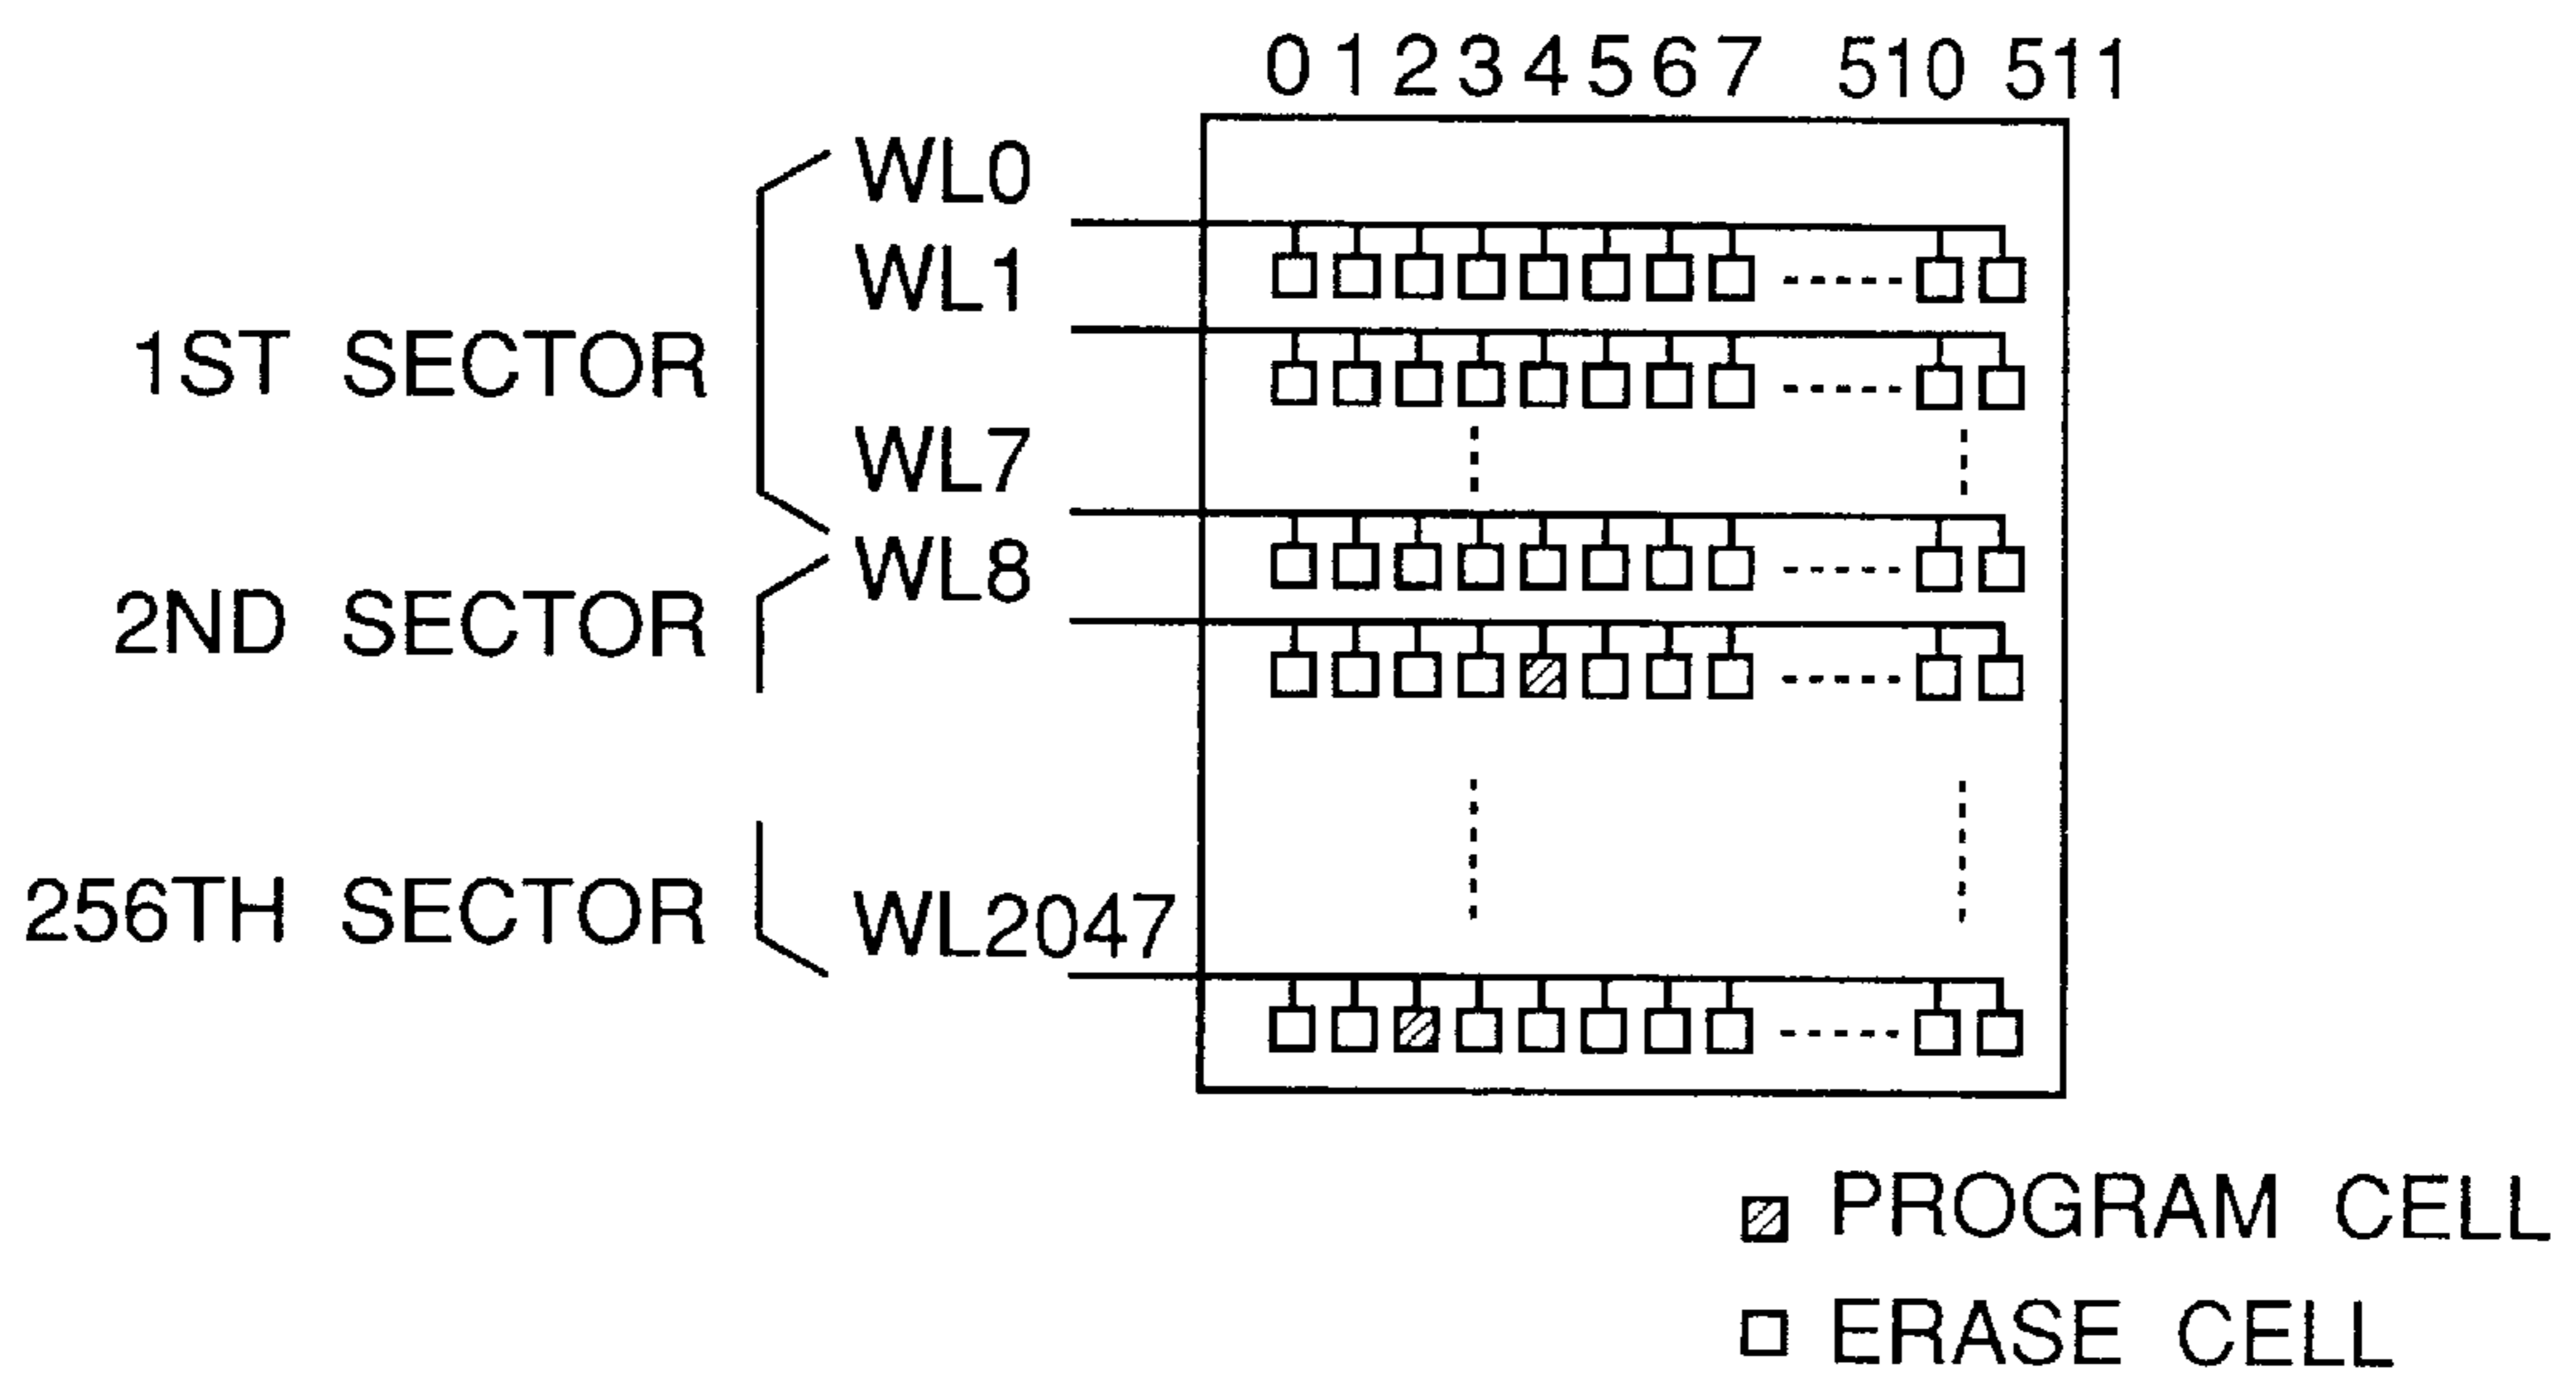 0 1 2 3 4 5 6 7 510 511
WL0
WL1
1ST SECTOR
WL7
WL8
2ND SECTOR
256TH SECTOR WL2047
PROGRAM CELL
ERASE CELL